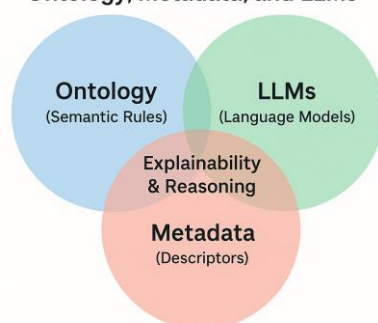 Ontology, Metadata, and LLMs
Ontology
(Semantic Rules)
LLMs
(Language Models)
Explainability
& Reasoning
Metadata
(Descriptors)